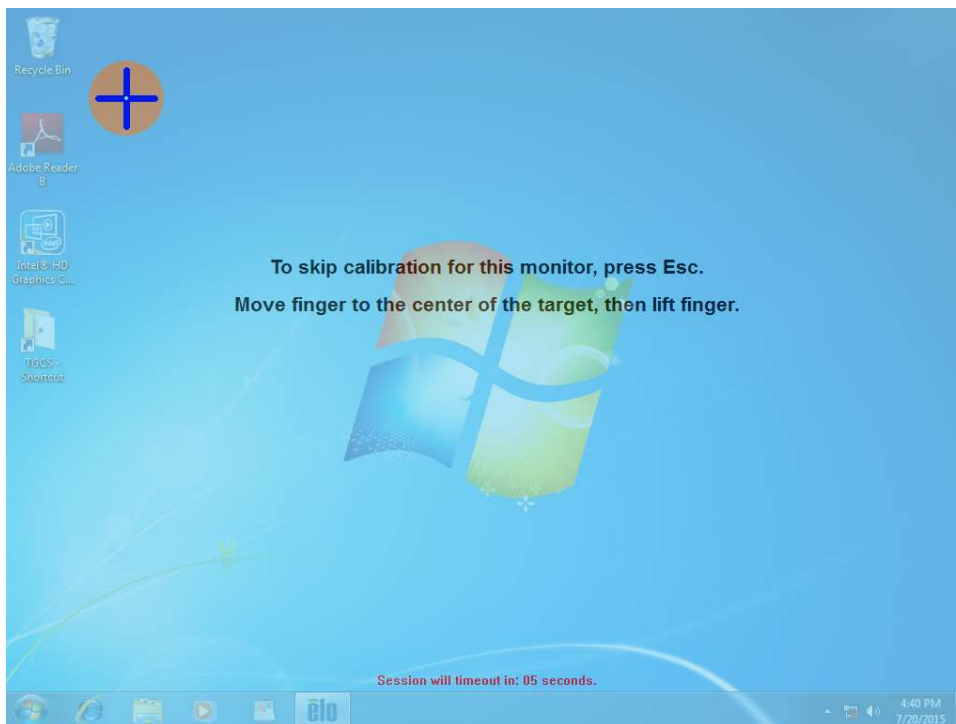 Recycle Bin
Adobe Reader
8
Intel® HD
Graphics C...
TGCS -
Shortcut
To skip calibration for this monitor, press Esc.
Move finger to the center of the target, then lift finger.
Session will timeout in: 05 seconds.
ēlo
4:40 PM
7/20/2015